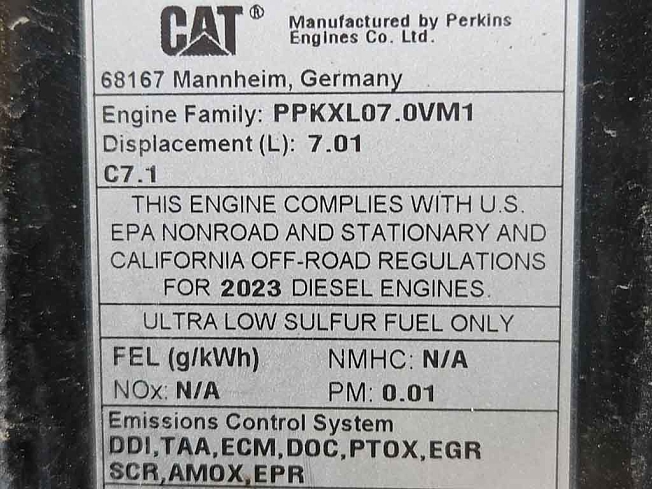 CAT® Manufactured by Perkins
Engines Co. Ltd.
68167 Mannheim, Germany
Engine Family: PPKXL07.0VM1
Displacement (L): 7.01
C7.1
THIS ENGINE COMPLIES WITH U.S.
EPA NONROAD AND STATIONARY AND
CALIFORNIA OFF-ROAD REGULATIONS
FOR 2023 DIESEL ENGINES.
ULTRA LOW SULFUR FUEL ONLY
FEL (g/kWh) NMHC: N/A
NOx: N/A PM: 0.01
Emissions Control System
DDI,TAA,ECM,DOC,PTOX,EGR
SCR,AMOX,EPR